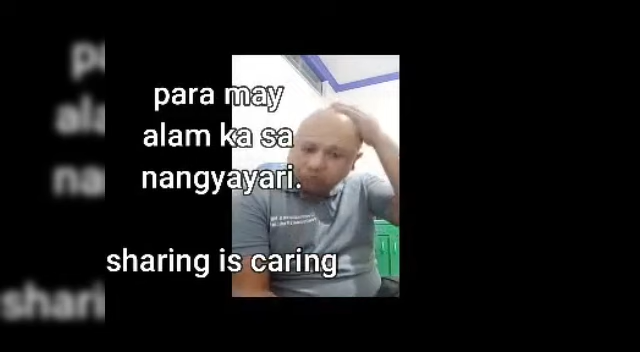 para may
alam ka sa
nangyayari.
sharing is caring